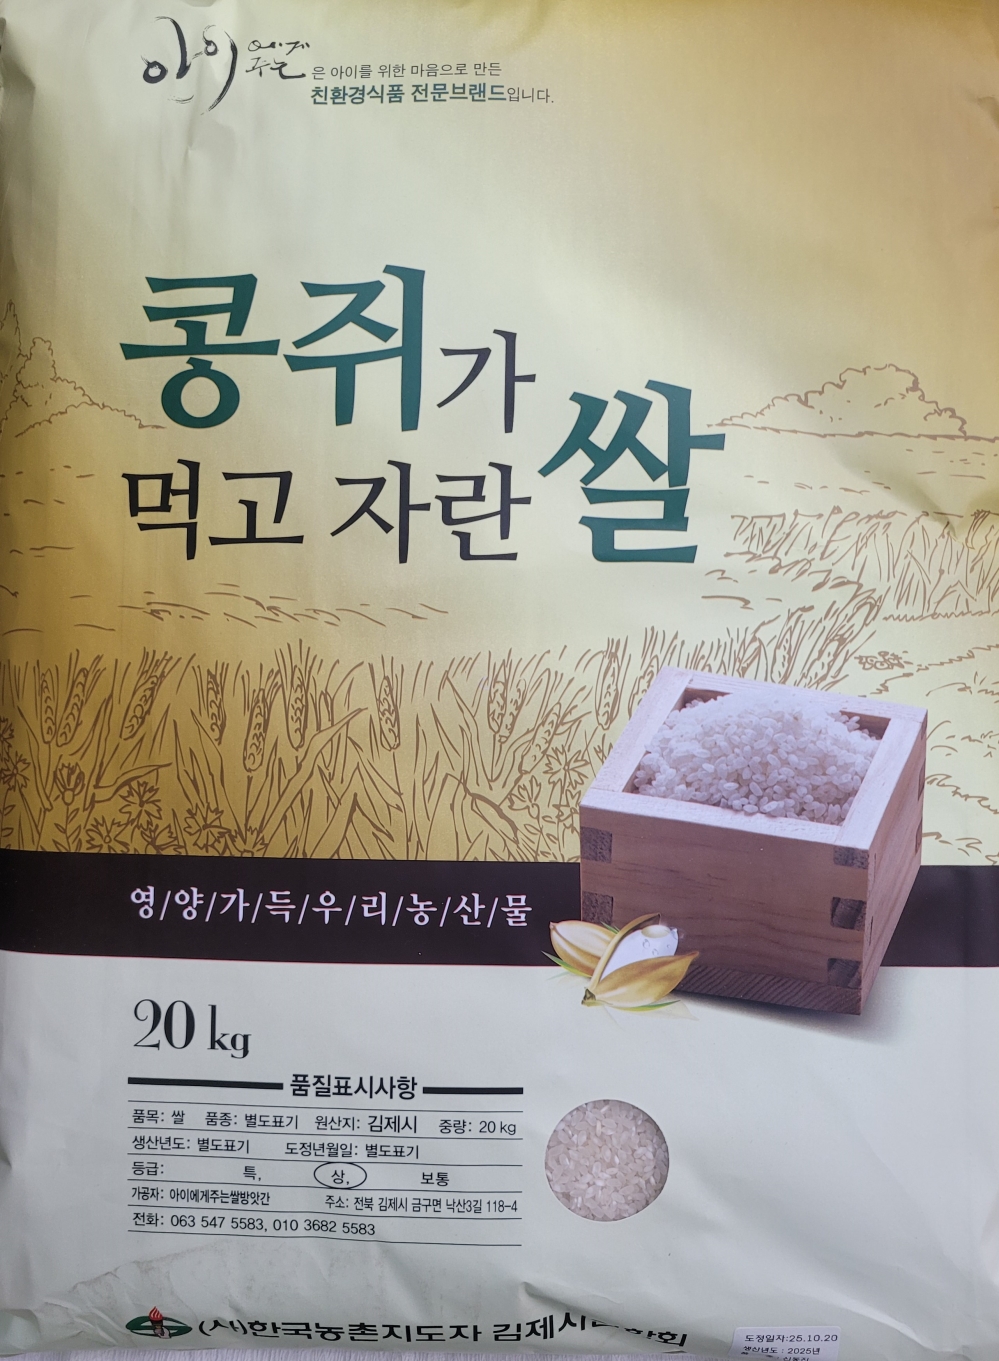 아이에게주는은 아이를 위한 마음으로 만든
친환경식품 전문브랜드입니다.
콩쥐가
먹고 자란 쌀
영/양/가/득/우/리/농/산/물
20 kg
품질표시사항
품목: 쌀 품종: 별도표기 원산지: 김제시 중량: 20 kg
생산년도: 별도표기 도정년월일: 별도표기
등급: 특, 상, 보통
가공자: 아이에게주는쌀방앗간 주소: 전북 김제시 금구면 낙산3길 118-4
전화: 063 547 5583, 010 3682 5583
(사)한국농촌지도자 김제시
도정일자:25.10.20
생산년도 : 2025년